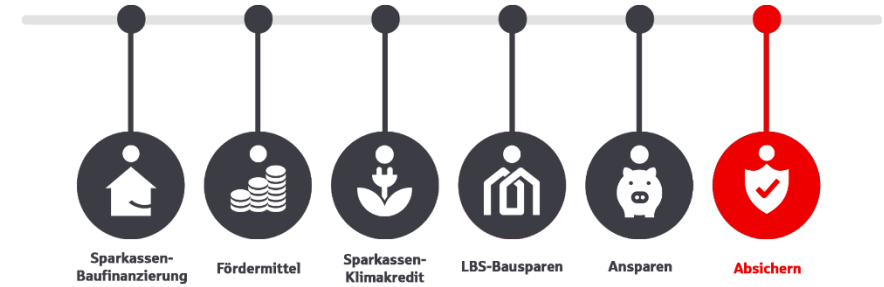 Sparkassen-
Baufinanzierung
Fördermittel
Sparkassen-
Klimakredit
LBS-Bausparen
Ansparen
Absichern